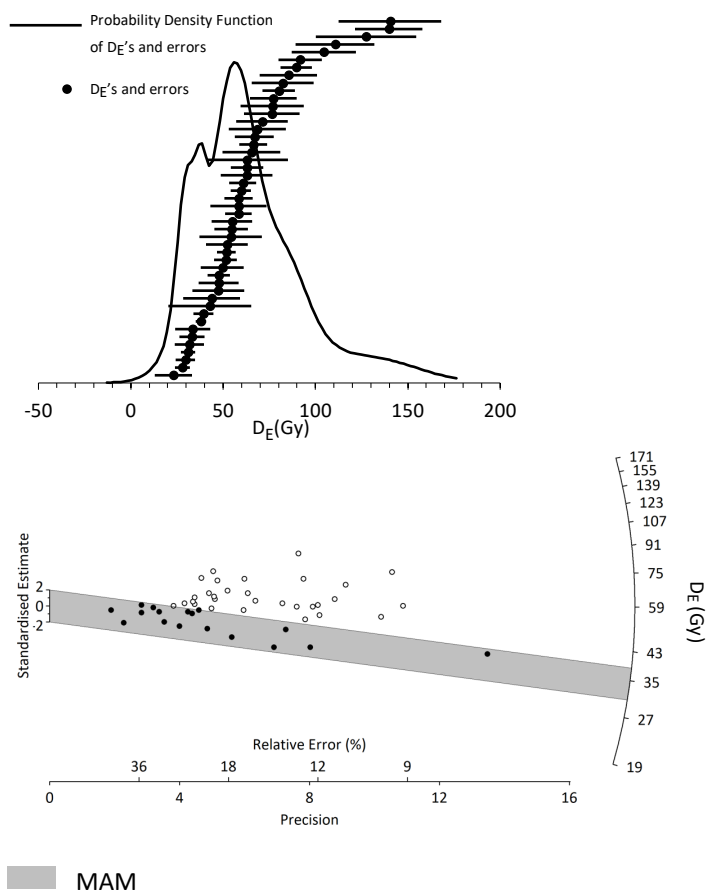 Probability Density Function
of DE's and errors
DE's and errors
-50 0 50 100 150 200
DE(Gy)
171
155
139
123
107
91
75
59
43
35
27
19
DE (Gy)
Standardised Estimate
2
0
-2
Relative Error (%)
36 18 12 9
0 4 8 12 16
Precision
MAM